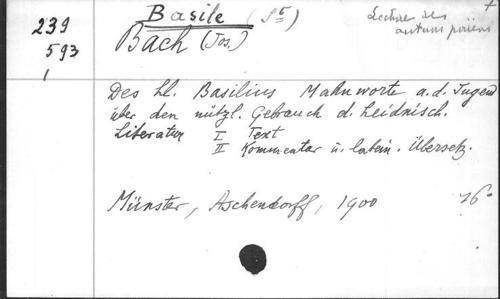 Basile (St)
Lecture des
auteurs païens
239
593
1
Bach (Jos.)
Des hl. Basilius Mahnworte a. d. Jugend
über den nützl. Gebrauch d. heidnisch.
Literatur I Text
II Kommentar u. latein. Übersetz.
Münster, Aschendorff, 1900